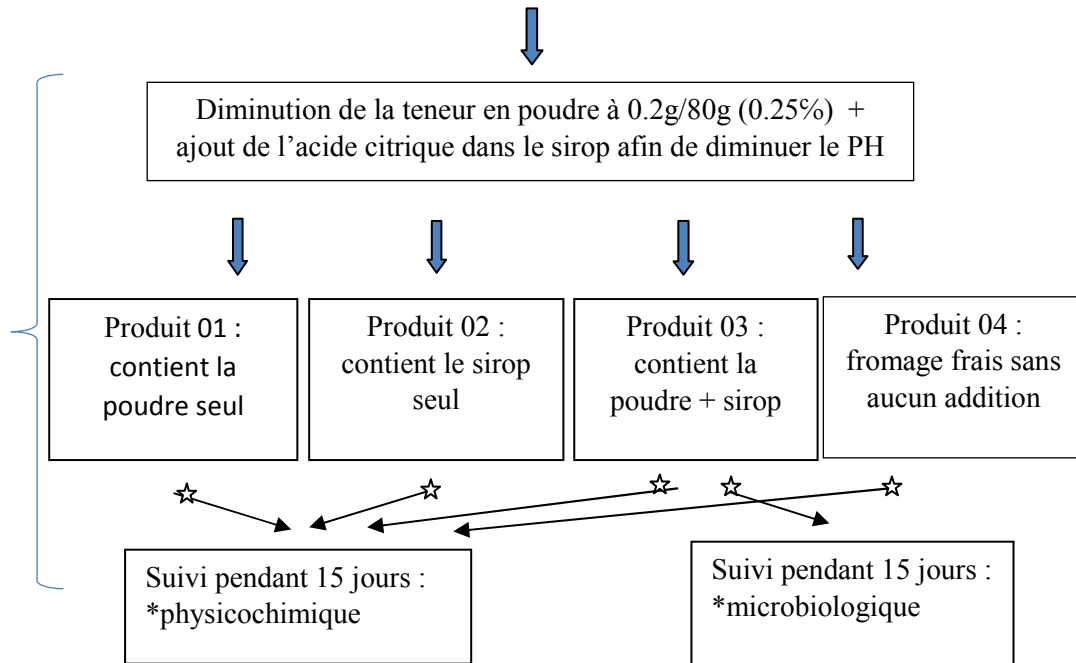 Diminution de la teneur en poudre à 0.2g/80g (0.25℅) +
ajout de l’acide citrique dans le sirop afin de diminuer le PH
Produit 01 :
contient la
poudre seul
Produit 02 :
contient le sirop
seul
Produit 03 :
contient la
poudre + sirop
Produit 04 :
fromage frais sans
aucun addition
Suivi pendant 15 jours :
*physicochimique
Suivi pendant 15 jours :
*microbiologique